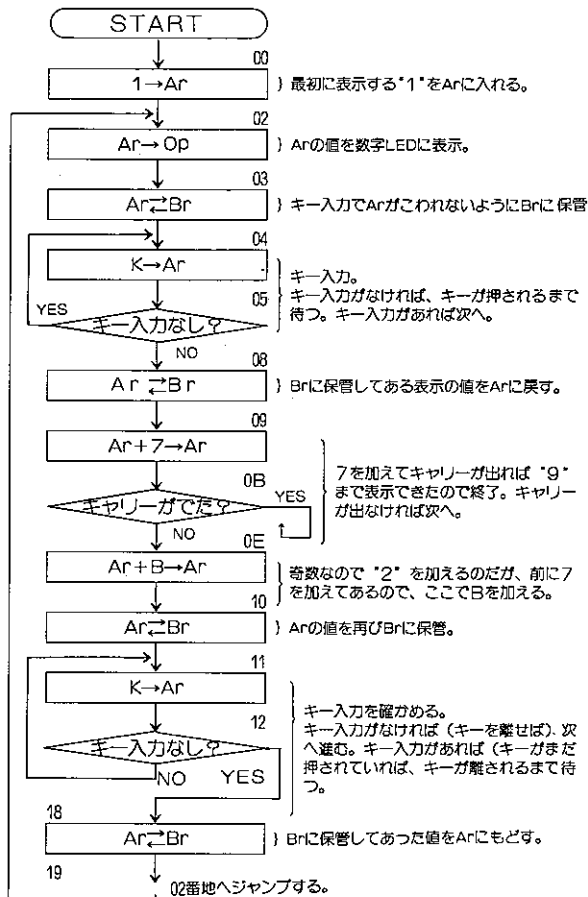 START
00
1→Ar
} 最初に表示する"1"をArに入れる。
02
Ar→Op
} Arの値を数字LEDに表示。
03
Ar⇄Br
} キー入力でArがこわれないようにBrに保管
04
K→Ar
キー入力。
05
キー入力がなければ、キーが押されるまで
待つ。キー入力があれば次へ。
YES
キー入力なし?
NO
08
Ar⇄Br
} Brに保管してある表示の値をArに戻す。
09
Ar+7→Ar
7を加えてキャリーが出れば "9"
まで表示できたので終了。キャリー
が出なければ次へ。
0B
キャリーがでた?
YES
NO
0E
Ar+B→Ar
奇数なので "2" を加えるのだが、前に7
を加えてあるので、ここでBを加える。
10
Ar⇄Br
} Arの値を再びBrに保管。
11
K→Ar
キー入力を確かめる。
キー入力がなければ(キーを離せば)、次
へ進む。キー入力があれば(キーがまだ
押されていれば、キーが離されるまで待
つ。
12
キー入力なし?
NO
YES
18
Ar⇄Br
} Brに保管してあった値をArにもどす。
19
02番地へジャンプする。